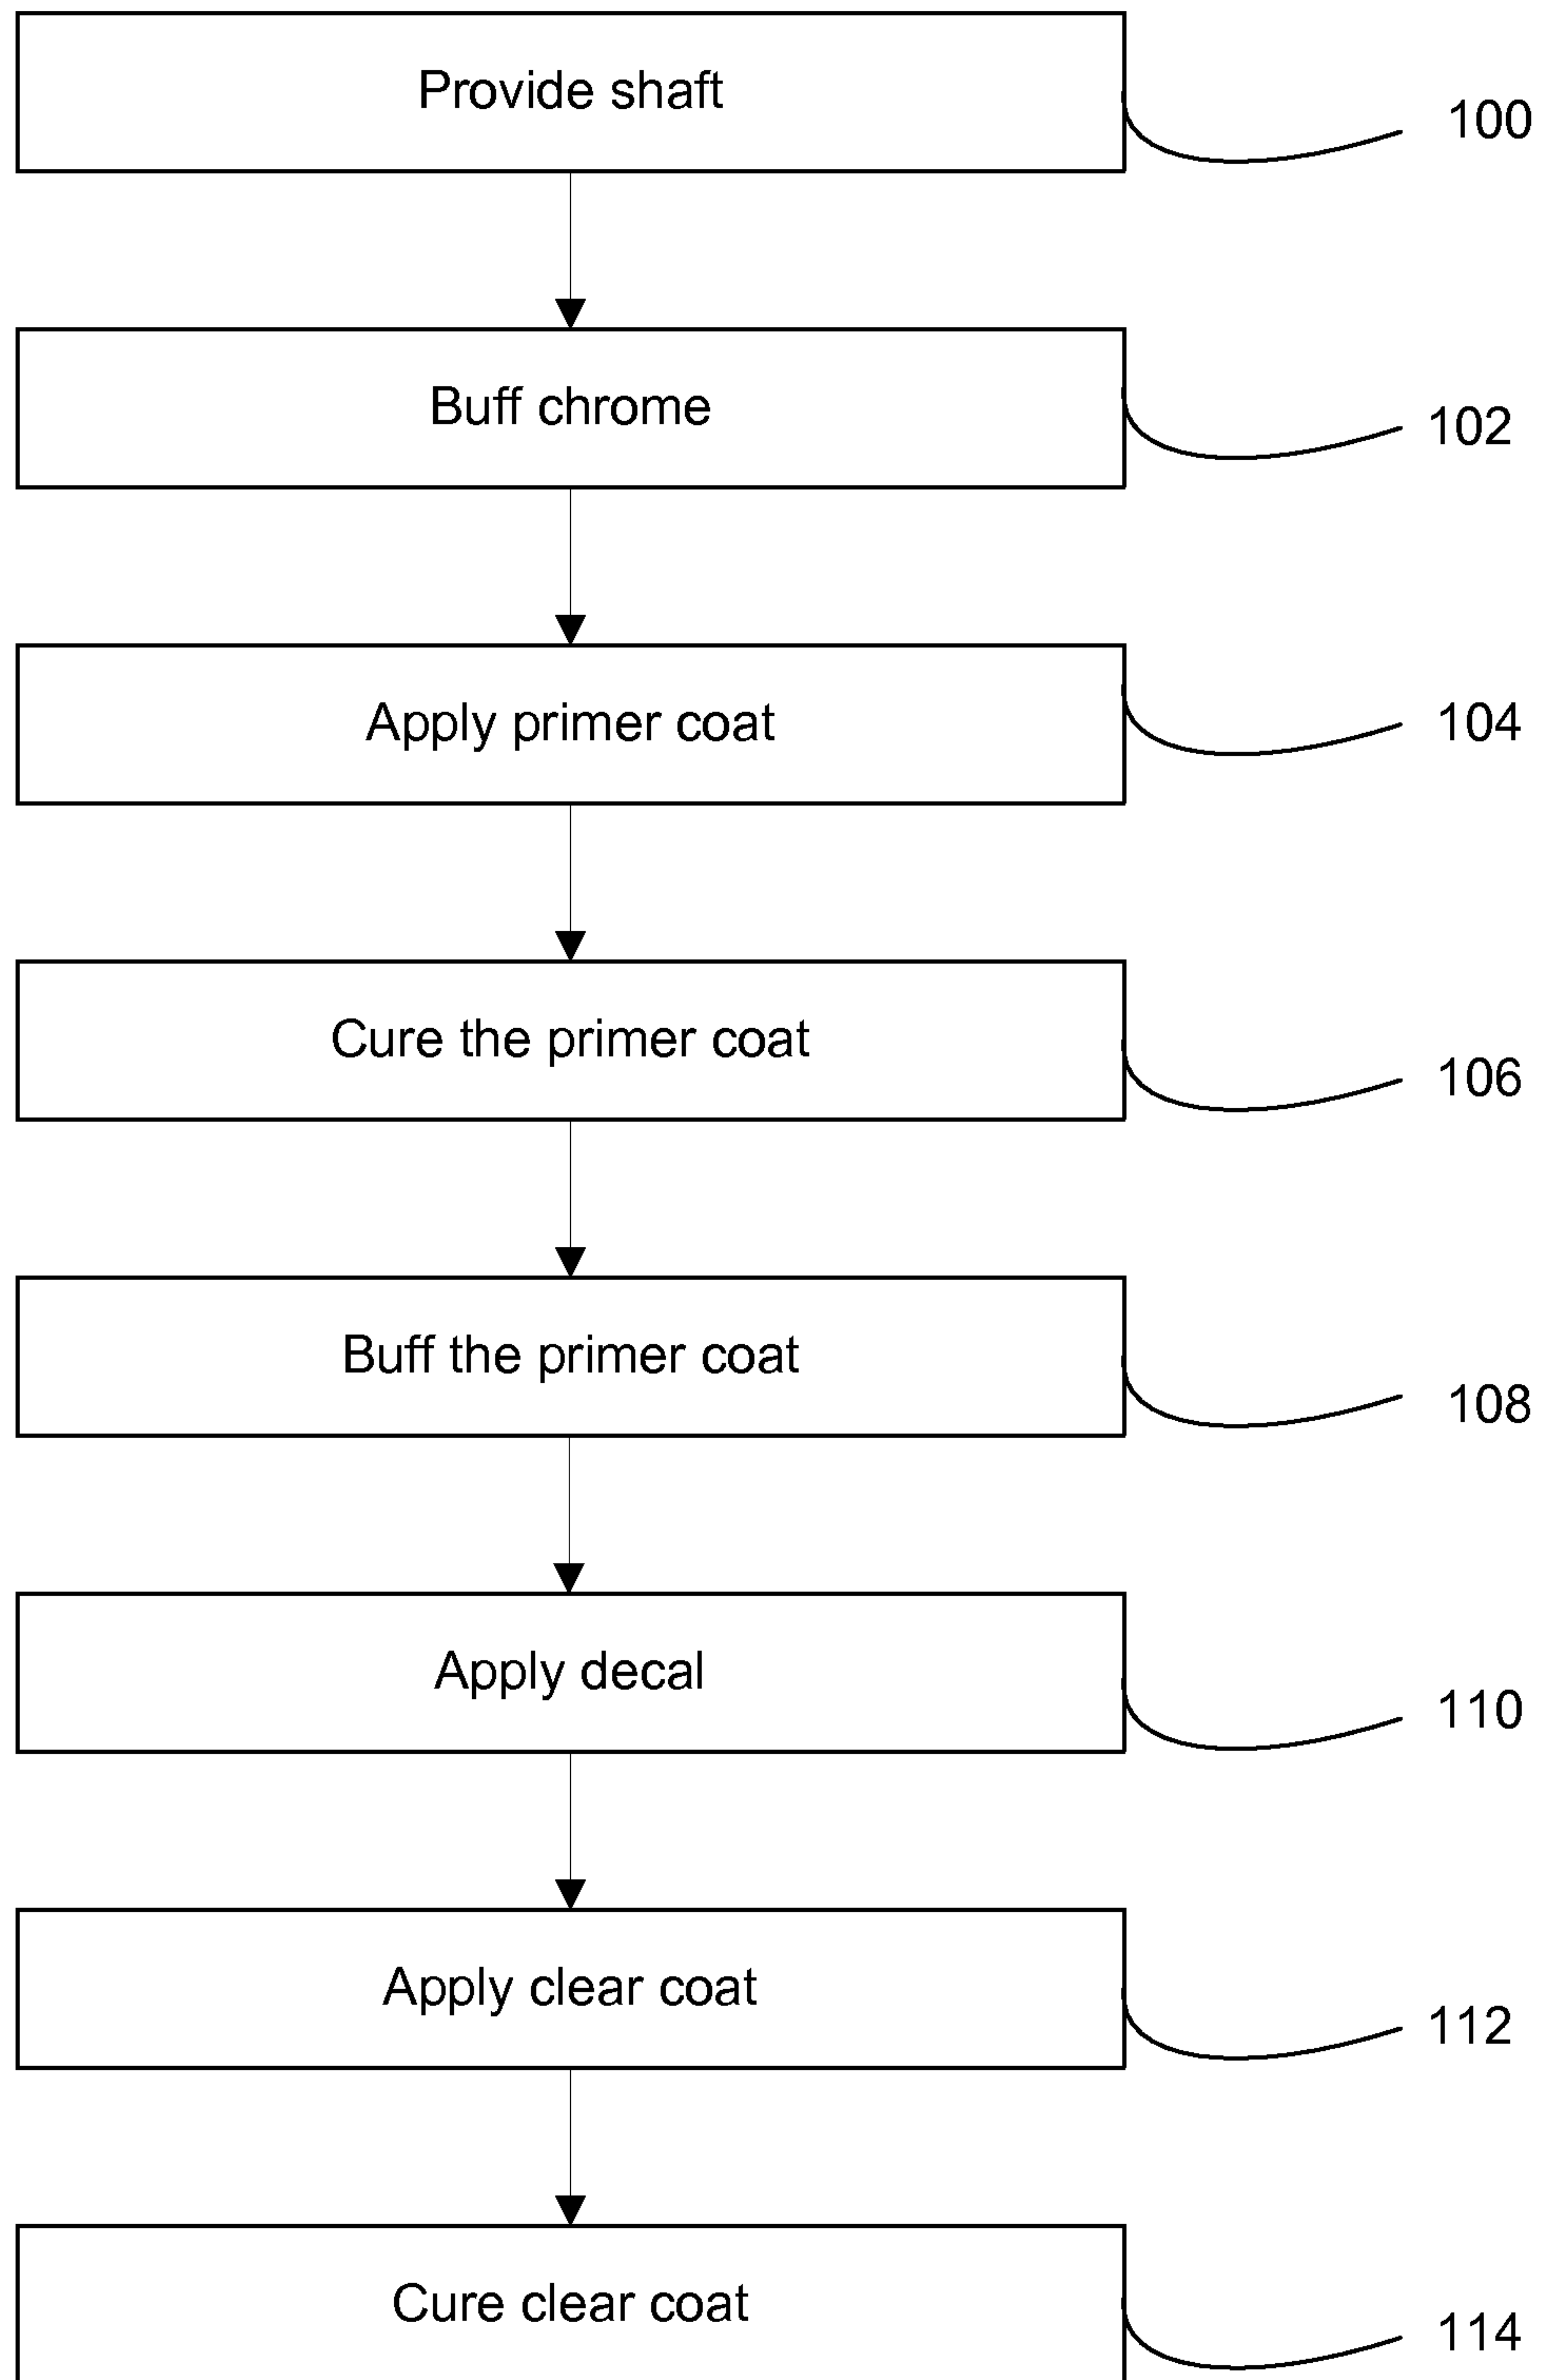 Provide shaft
100
Buff chrome
102
Apply primer coat
104
Cure the primer coat
106
Buff the primer coat
108
Apply decal
110
Apply clear coat
112
Cure clear coat
114